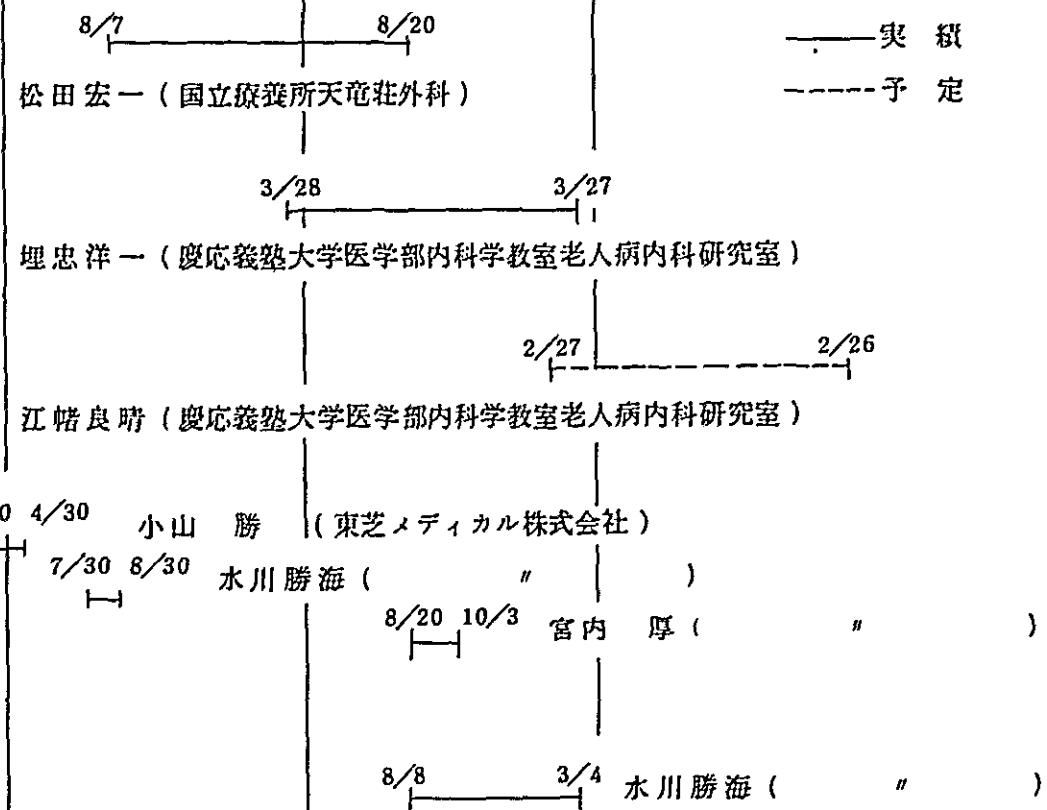 8/7 8/20
実 績
松田宏一(国立療養所天竜荘外科)
予 定
3/28 3/27
埋忠洋一(慶応義塾大学医学部内科学教室老人病内科研究室)
2/27 2/26
江幡良晴(慶応義塾大学医学部内科学教室老人病内科研究室)
0 4/30 小山 勝 (東芝メディカル株式会社)
7/30 8/30 水川勝海( 〃 )
8/20 10/3 宮内 厚( 〃 )
8/8 3/4 水川勝海( 〃 )